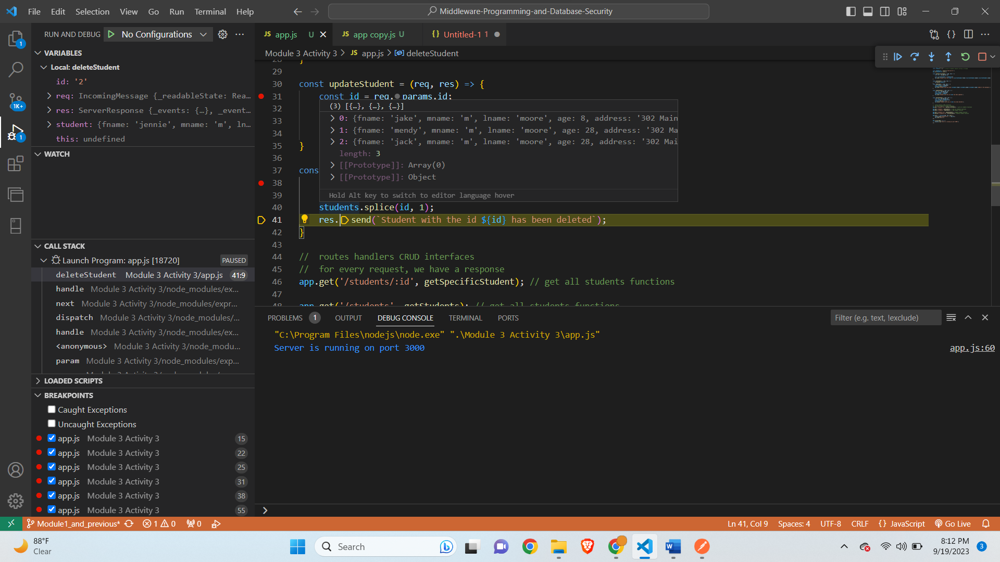 File Edit Selection View Go Run Terminal Help
Middleware-Programming-and-Database-Security
RUN AND DEBUG No Configurations
JS app.js U
JS app copy.js U
{} Untitled-1 1
Module 3 Activity 3 > JS app.js > deleteStudent
VARIABLES
Local: deleteStudent
id: '2'
req: IncomingMessage {_readableState: Rea…
res: ServerResponse {_events: {…}, _event…
student: {fname: 'jennie', mname: 'm', ln…
this: undefined
WATCH
CALL STACK
Launch Program: app.js [18720] PAUSED
deleteStudent Module 3 Activity 3/app.js 41:9
handle Module 3 Activity 3/node_modules/ex...
next Module 3 Activity 3/node_modules/expr...
dispatch Module 3 Activity 3/node_modules/...
handle Module 3 Activity 3/node_modules/ex...
<anonymous> Module 3 Activity 3/node_modu...
param Module 3 Activity 3/node_modules/exp...
LOADED SCRIPTS
BREAKPOINTS
Caught Exceptions
Uncaught Exceptions
app.js Module 3 Activity 3 15
app.js Module 3 Activity 3 22
app.js Module 3 Activity 3 25
app.js Module 3 Activity 3 31
app.js Module 3 Activity 3 38
app.js Module 3 Activity 3 55
1
1K+
1
28 }
29
30 const updateStudent = (req, res) => {
31 const id = req.params.id;
32
33
34
35 }
36
37 cons
38
39
40 students.splice(id, 1);
41 res.send(`Student with the id ${id} has been deleted`);
42 }
43
44 // routes handlers CRUD interfaces
45 // for every request, we have a response
46 app.get('/students/:id', getSpecificStudent); // get all students functions
47
48 app.get('/students', getStudents); // get all students functions
(3) [{…}, {…}, {…}]
0: {fname: 'jake', mname: 'm', lname: 'moore', age: 8, address: '302 Main
1: {fname: 'mendy', mname: 'm', lname: 'moore', age: 28, address: '302 Ma
2: {fname: 'jack', mname: 'm', lname: 'moore', age: 28, address: '302 Mai
length: 3
[[Prototype]]: Array(0)
[[Prototype]]: Object
Hold Alt key to switch to editor language hover
PROBLEMS 1 OUTPUT DEBUG CONSOLE TERMINAL PORTS
Filter (e.g. text, !exclude)
"C:\Program Files\nodejs\node.exe" ".\Module 3 Activity 3\app.js"
Server is running on port 3000 app.js:60
>
Module1_and_previous* 1 0 0
Ln 41, Col 9 Spaces: 4 UTF-8 CRLF {} JavaScript Go Live
88°F
Clear
Search
8:12 PM
9/19/2023
3